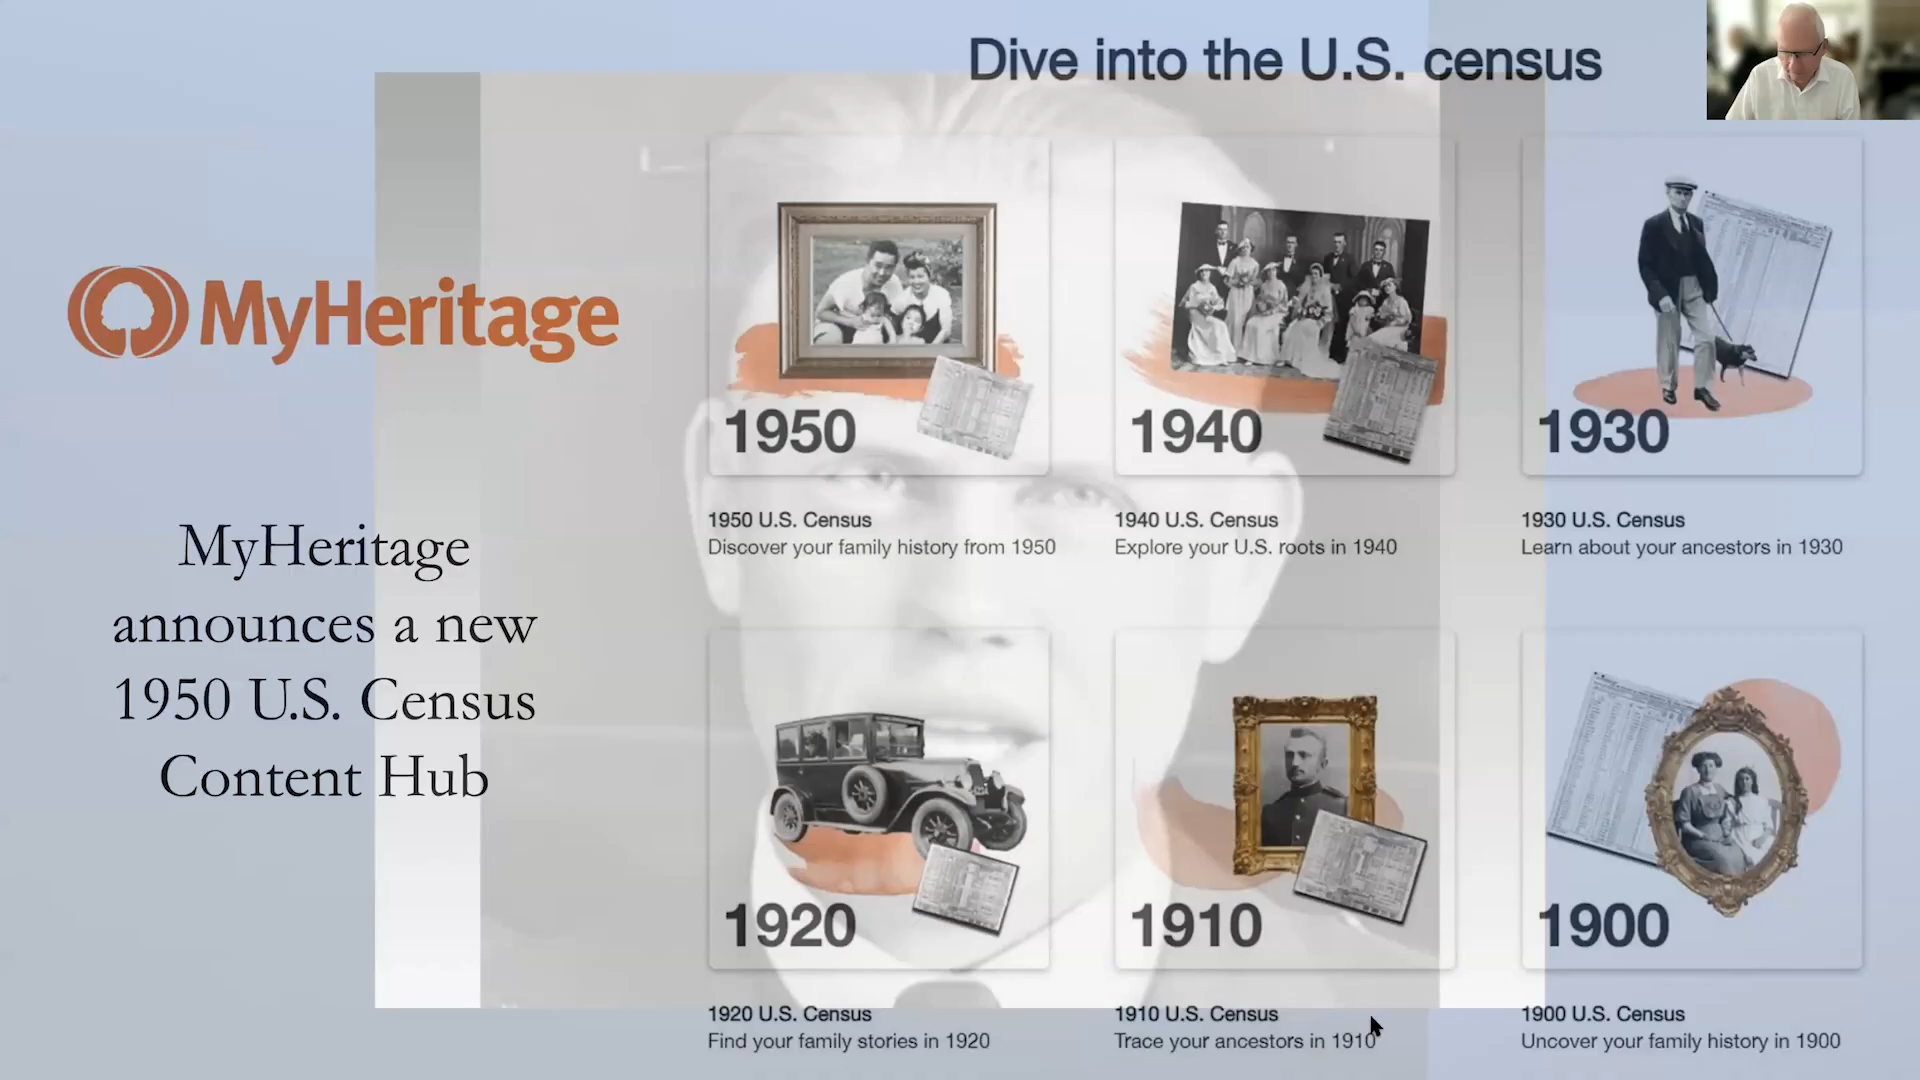 Dive into the U.S. census
MyHeritage
MyHeritage
announces a new
1950 U.S. Census
Content Hub
1950
1950 U.S. Census
Discover your family history from 1950
1940
1940 U.S. Census
Explore your U.S. roots in 1940
1930
1930 U.S. Census
Learn about your ancestors in 1930
1920
1920 U.S. Census
Find your family stories in 1920
1910
1910 U.S. Census
Trace your ancestors in 1910
1900
1900 U.S. Census
Uncover your family history in 1900